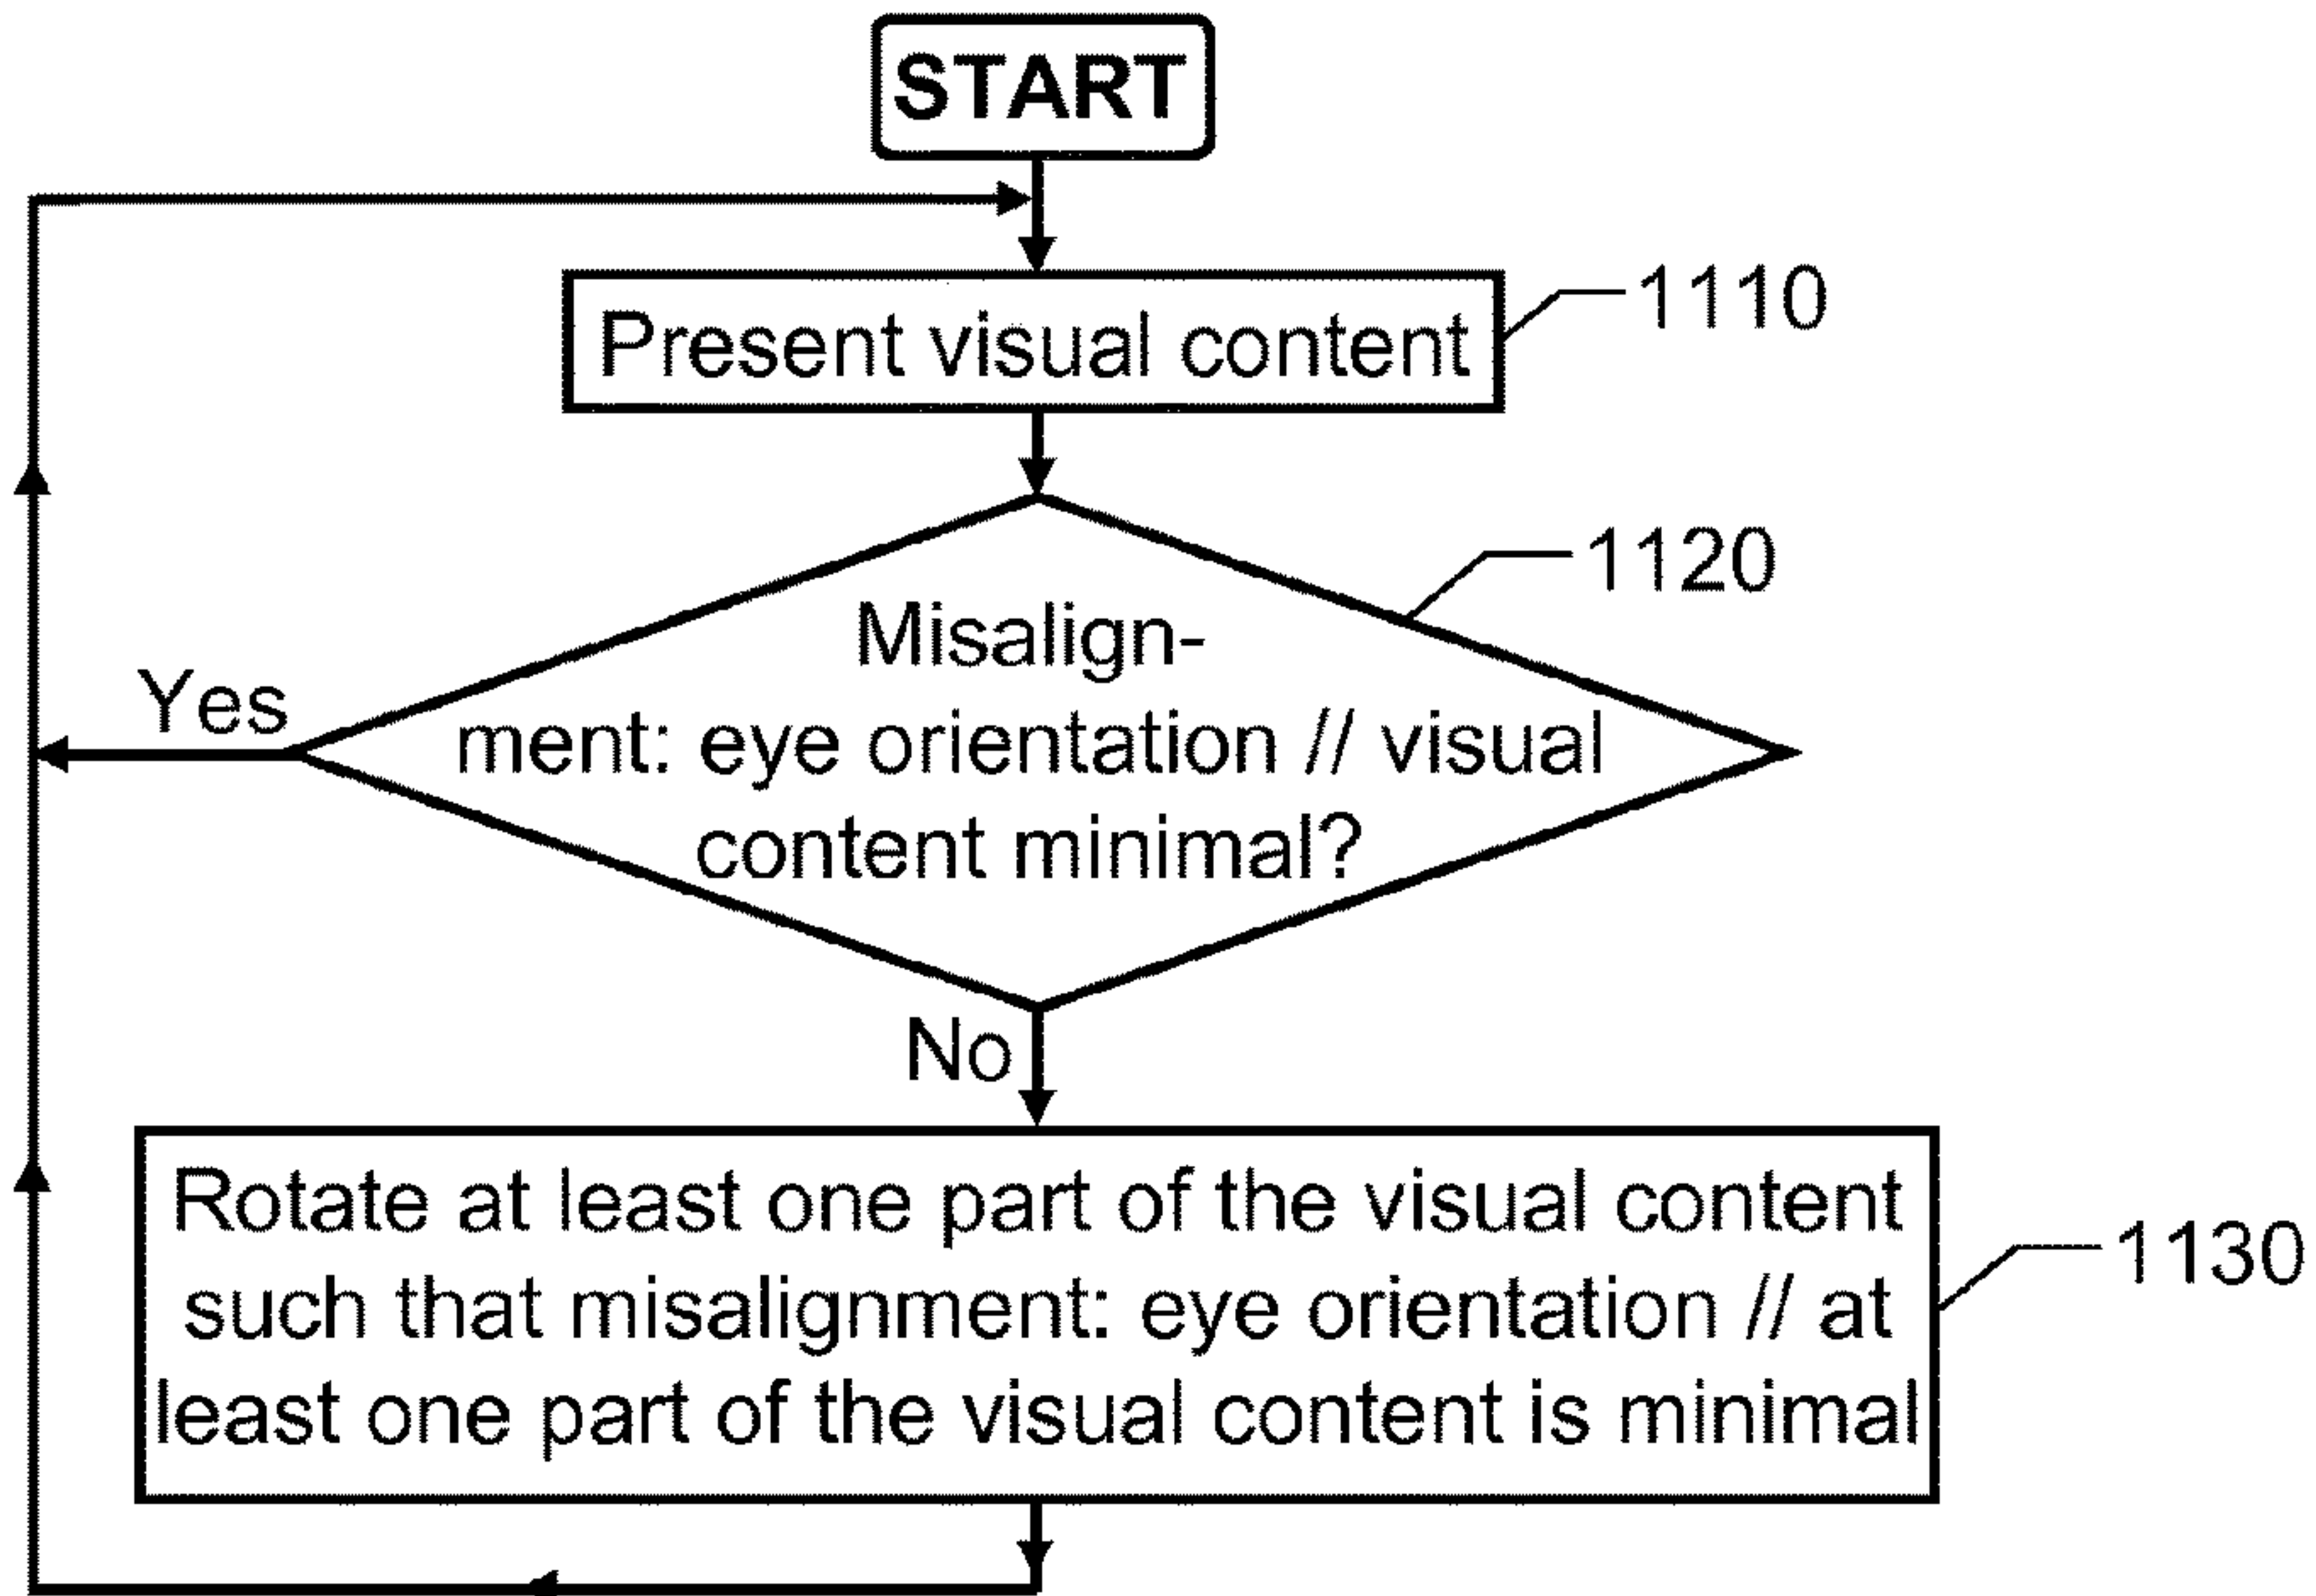 START
Present visual content
1110
1120
Misalign-
ment: eye orientation // visual
content minimal?
Yes
No
Rotate at least one part of the visual content
such that misalignment: eye orientation // at
least one part of the visual content is minimal
1130